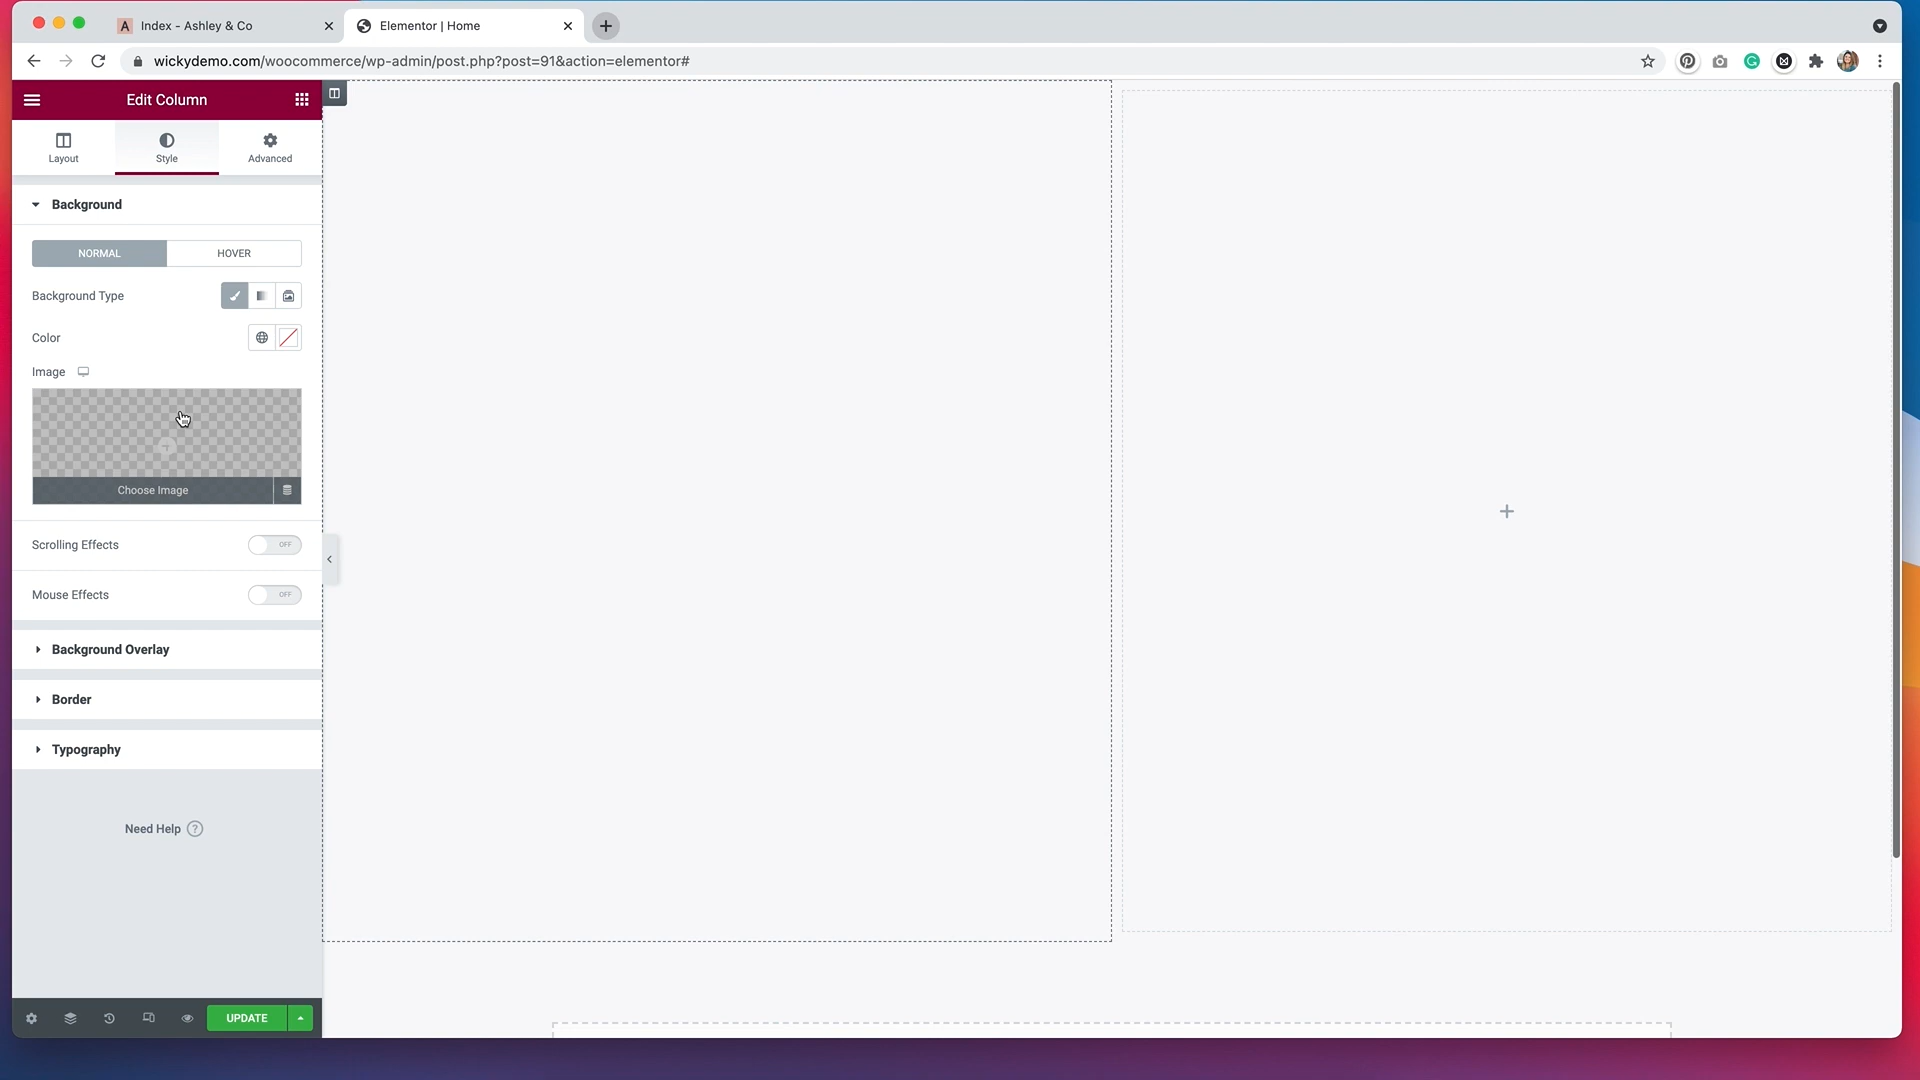 Index - Ashley & Co
Elementor | Home
wickydemo.com/woocommerce/wp-admin/post.php?post=91&action=elementor#
Edit Column
Layout
Style
Advanced
Background
NORMAL
HOVER
Background Type
Color
Image
Choose Image
Scrolling Effects
OFF
Mouse Effects
OFF
Background Overlay
Border
Typography
Need Help ?
UPDATE